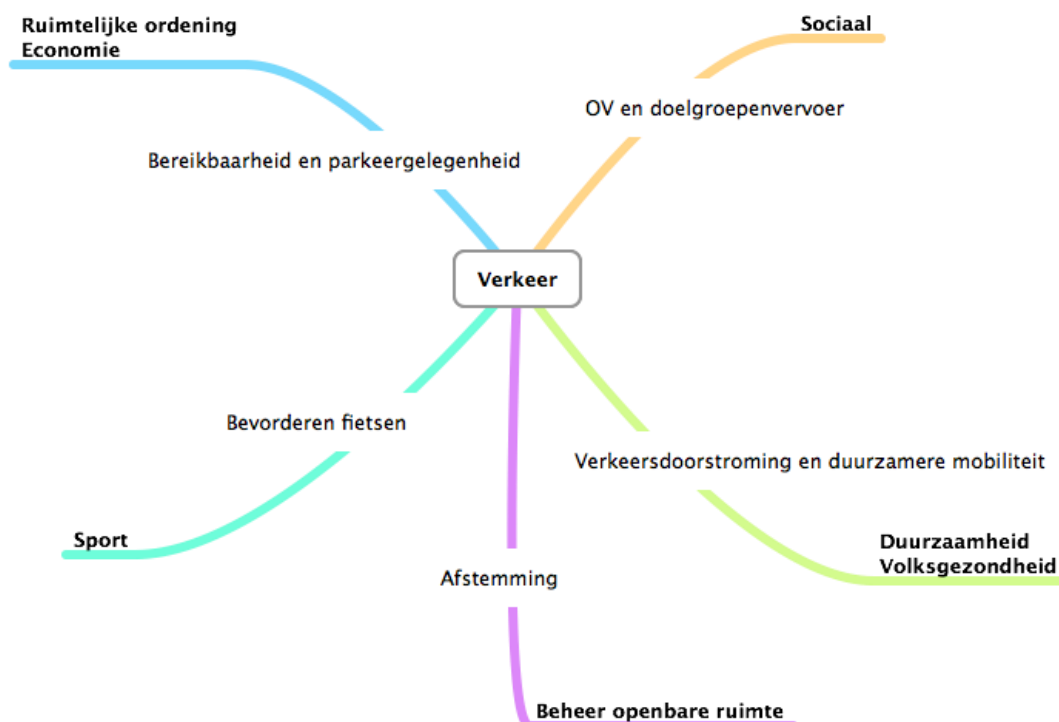 Ruimtelijke ordening
Economie
Sociaal
OV en doelgroepenvervoer
Bereikbaarheid en parkeergelegenheid
Verkeer
Bevorderen fietsen
Verkeersdoorstroming en duurzamere mobiliteit
Sport
Duurzaamheid
Volksgezondheid
Afstemming
Beheer openbare ruimte